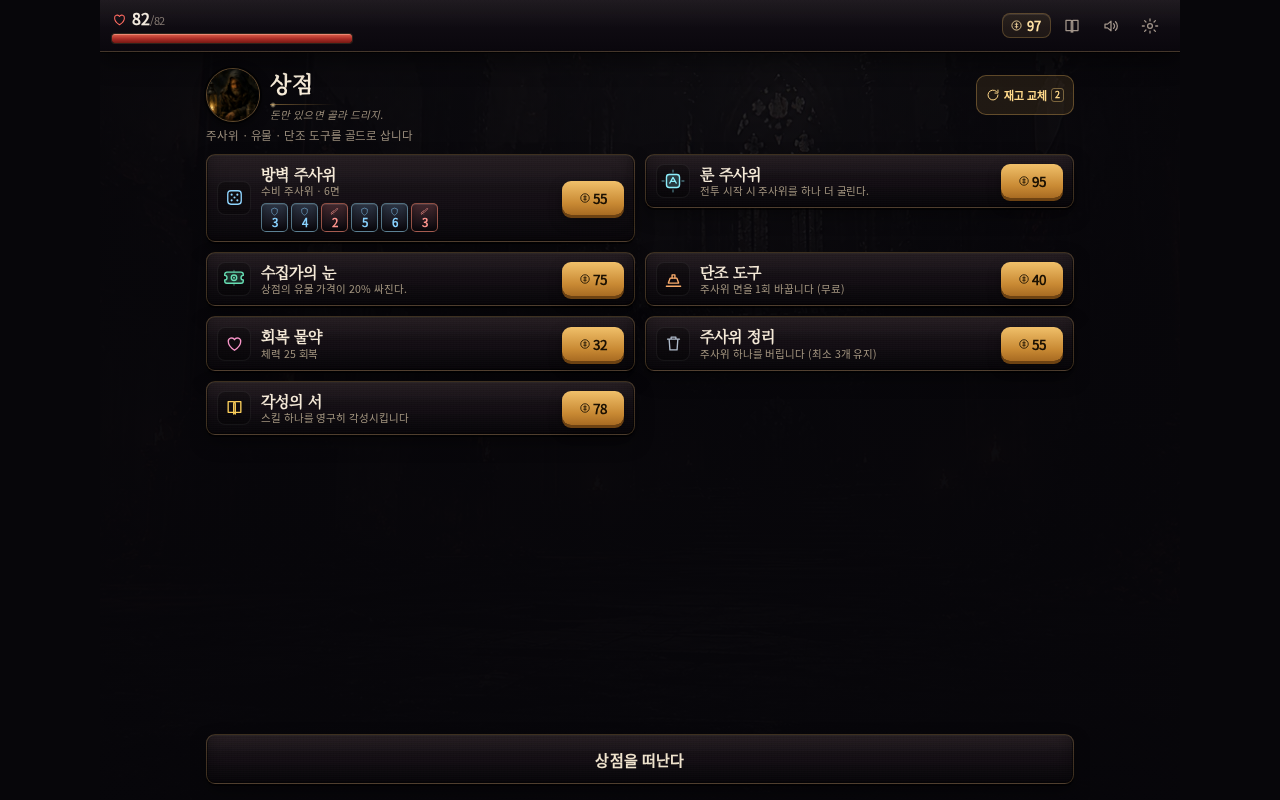 82/82
97
상점
돈만 있으면 골라 드리지.
재고 교체 2
주사위 · 유물 · 단조 도구를 골드로 삽니다
방벽 주사위
수비 주사위 · 6면
3 4 2 5 6 3
55
룬 주사위
전투 시작 시 주사위를 하나 더 굴린다.
95
수집가의 눈
상점의 유물 가격이 20% 싸진다.
75
단조 도구
주사위 면을 1회 바꿉니다 (무료)
40
회복 물약
체력 25 회복
32
주사위 정리
주사위 하나를 버립니다 (최소 3개 유지)
55
각성의 서
스킬 하나를 영구히 각성시킵니다
78
상점을 떠난다